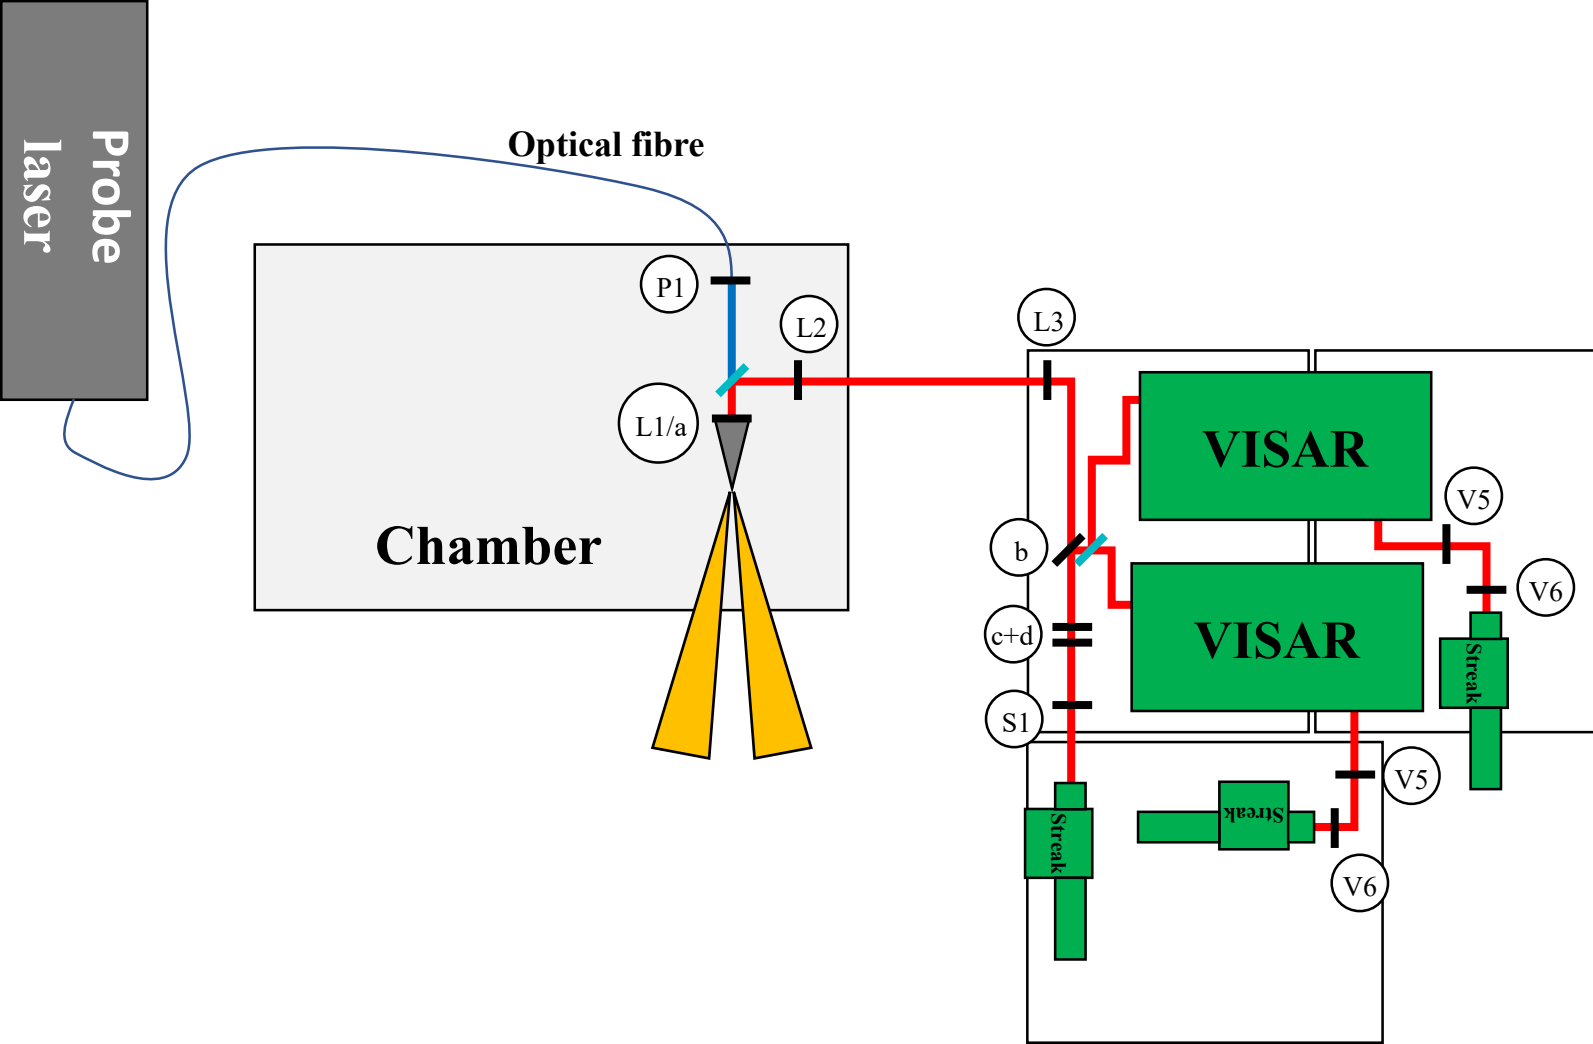 Probe
laser
Optical fibre
P1
L2
L3
L1/a
Chamber
VISAR
V5
b
V6
c+d
VISAR
Streak
S1
V5
Streak
Streak
V6